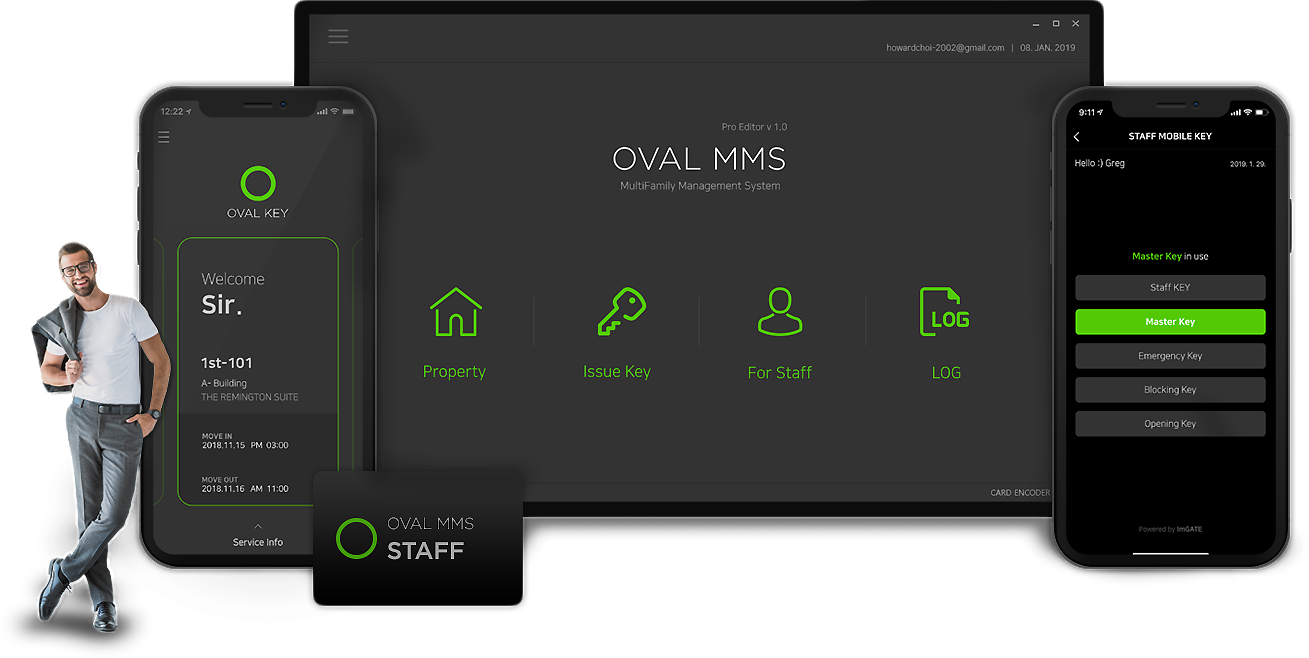 howardchoi-2002@gmail.com | 08. JAN. 2019
Pro Editor v 1.0
OVAL MMS
MultiFamily Management System
Property
Issue Key
For Staff
LOG
LOG
CARD ENCODER
12:22
OVAL KEY
Welcome
Sir.
1st-101
A- Building
THE REMINGTON SUITE
MOVE IN
2018.11.15 PM 03:00
MOVE OUT
2018.11.16 AM 11:00
Service Info
OVAL MMS
STAFF
9:11
STAFF MOBILE KEY
Hello :) Greg
2019. 1. 29.
Master Key in use
Staff KEY
Master Key
Emergency Key
Blocking Key
Opening Key
Powered by ImGATE